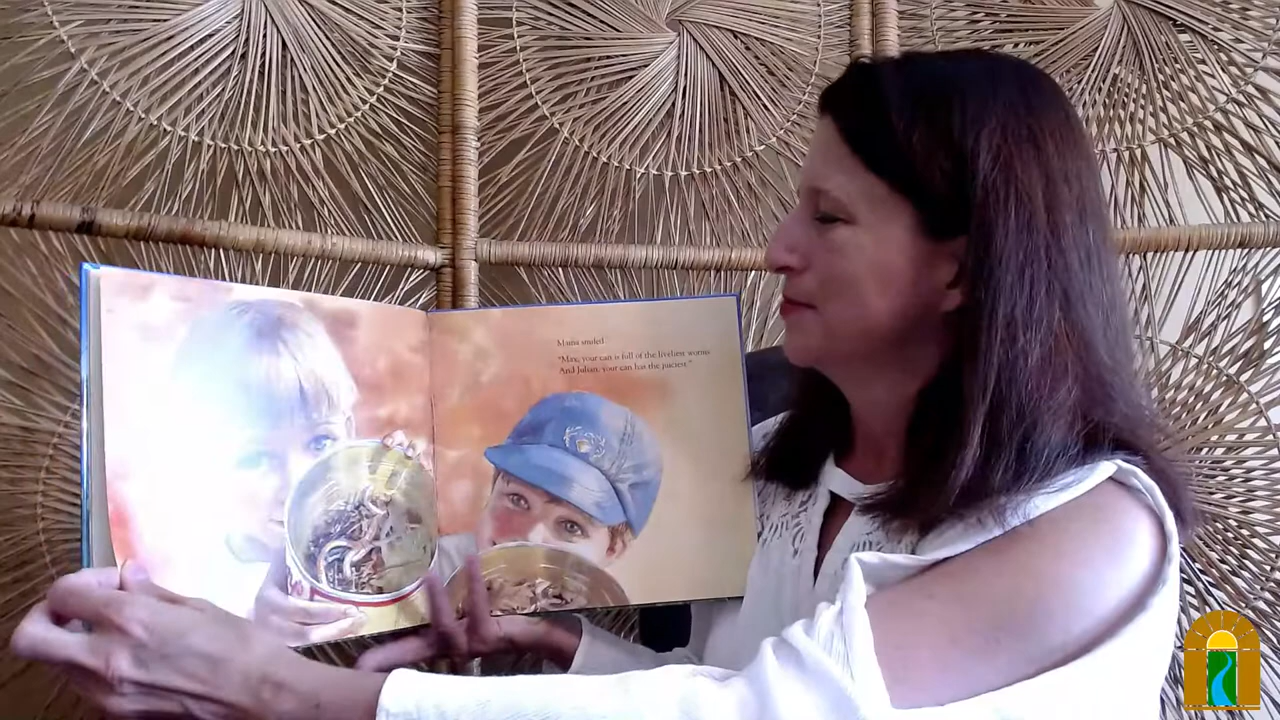 Mama smiled.
"Max, your can is full of the liveliest worms.
And Julian, your can has the juiciest."